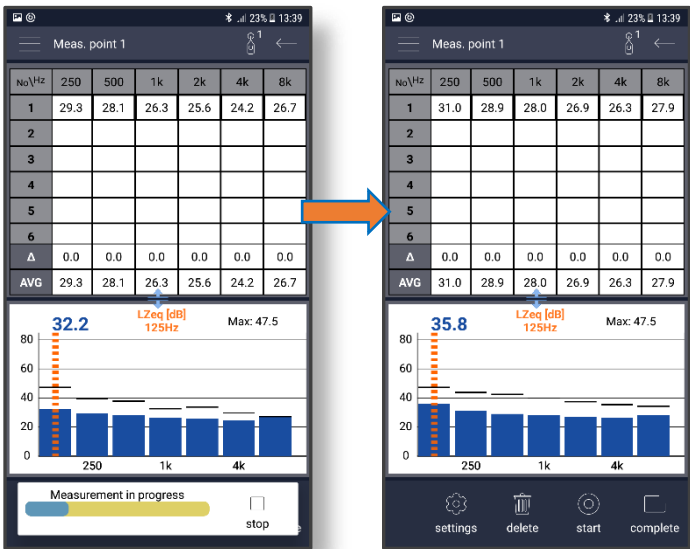 23% 13:39
Meas. point 1
1
No\Hz 250 500 1k 2k 4k 8k
1 29.3 28.1 26.3 25.6 24.2 26.7
2
3
4
5
6
Δ 0.0 0.0 0.0 0.0 0.0 0.0
AVG 29.3 28.1 26.3 25.6 24.2 26.7
32.2 LZeq [dB] Max: 47.5
125Hz
80
60
40
20
0
250 1k 4k
Measurement in progress
stop e
23% 13:39
Meas. point 1
1
No\Hz 250 500 1k 2k 4k 8k
1 31.0 28.9 28.0 26.9 26.3 27.9
2
3
4
5
6
Δ 0.0 0.0 0.0 0.0 0.0 0.0
AVG 31.0 28.9 28.0 26.9 26.3 27.9
35.8 LZeq [dB] Max: 47.5
125Hz
80
60
40
20
0
250 1k 4k
settings delete start complete